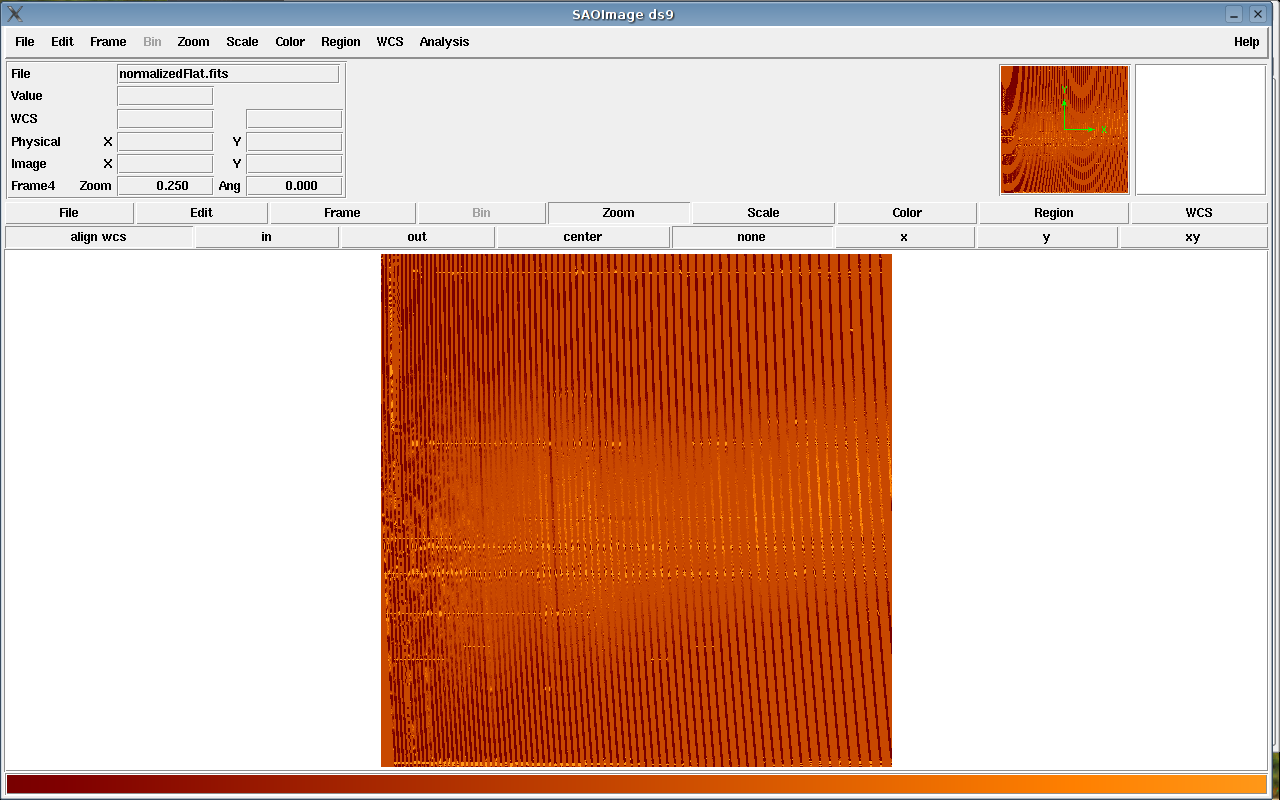 SAOImage ds9
File Edit Frame Bin Zoom Scale Color Region WCS Analysis Help
File normalizedFlat.fits
Value
WCS
Physical X Y
Image X Y
Frame4 Zoom 0.250 Ang 0.000
Y
X
File Edit Frame Bin Zoom Scale Color Region WCS
align wcs in out center none x y xy